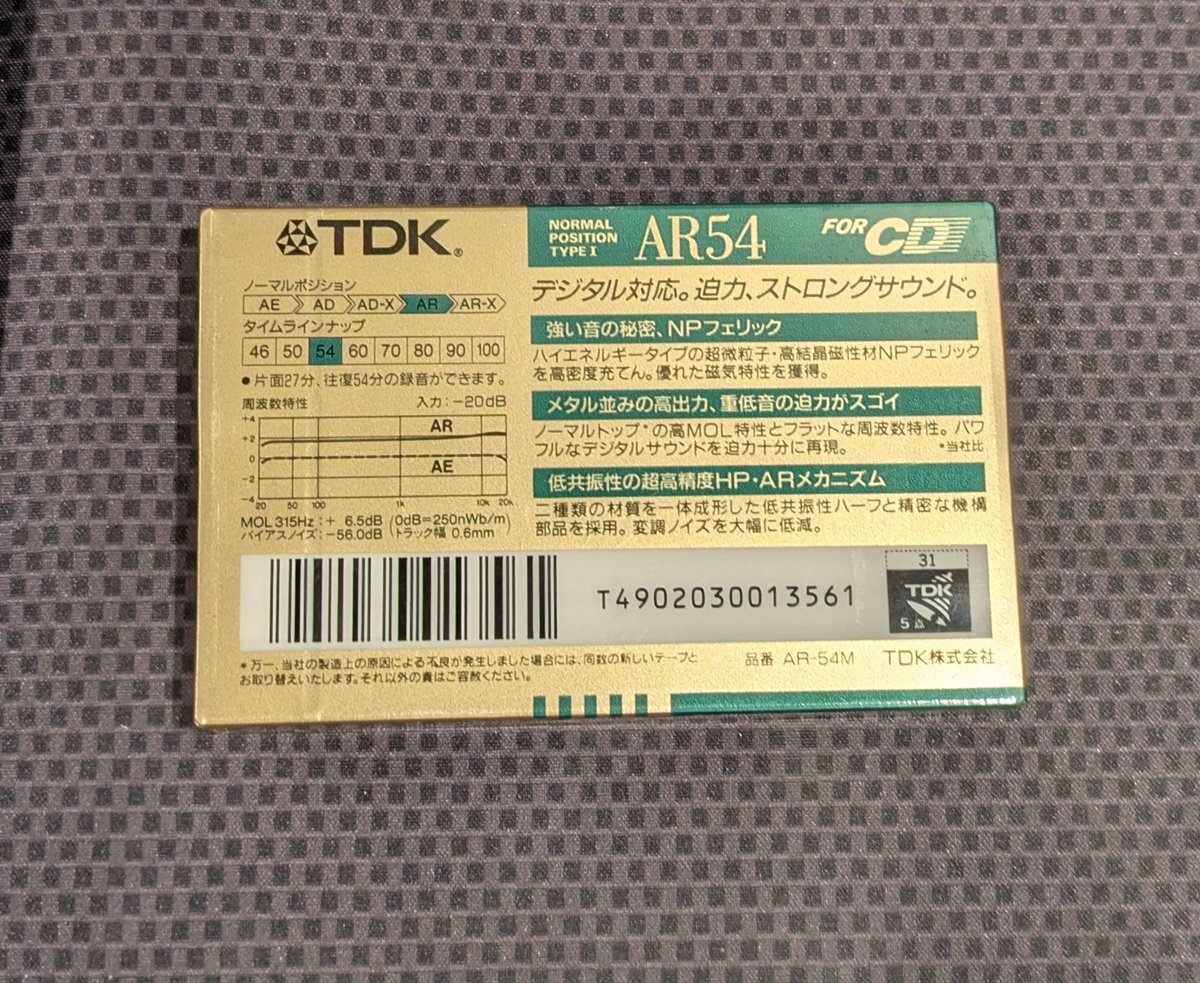 TDK®
NORMAL
POSITION
TYPE I
AR54
FOR CD
ノーマルポジション
AE AD AD-X AR AR-X
タイムラインナップ
46 50 54 60 70 80 90 100
●片面27分、往復54分の録音ができます。
周波数特性 入力:-20dB
+4
+2
0
-2
-4
AR
AE
20 50 100 1k 10k 20k
MOL 315Hz:+ 6.5dB (0dB=250nWb/m
バイアスノイズ:-56.0dB トラック幅 0.6mm)
デジタル対応。迫力、ストロングサウンド。
強い音の秘密、NPフェリック
ハイエネルギータイプの超微粒子・高結晶磁性材NPフェリック
を高密度充てん。優れた磁気特性を獲得。
メタル並みの高出力、重低音の迫力がスゴイ
ノーマルトップ*の高MOL特性とフラットな周波数特性。パワ
フルなデジタルサウンドを迫力十分に再現。 *当社比
低共振性の超高精度HP・ARメカニズム
二種類の材質を一体成形した低共振性ハーフと精密な機構
部品を採用。変調ノイズを大幅に低減。
T4902030013561
31
TDK
5点
*万一、当社の製造上の原因による不良が発生しました場合には、同数の新しいテープと
お取り替えいたします。それ以外の責はご容赦ください。
品番 AR-54M TDK株式会社